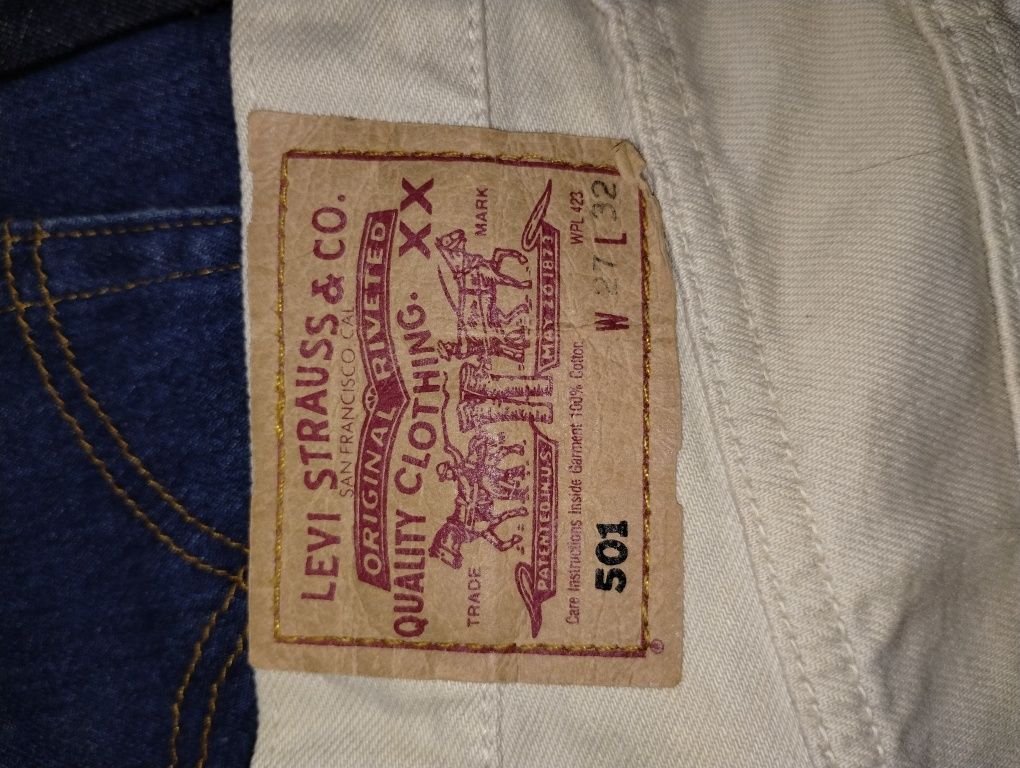 LEVI STRAUSS & CO.
SAN FRANCISCO CAL
ORIGINAL RIVETED
QUALITY CLOTHING. XX
TRADE MARK
PATENTED IN U.S. MAY 20 1873
Care Instructions Inside Garment 100% Cotton WPL 423
501 W 27 L 32
®